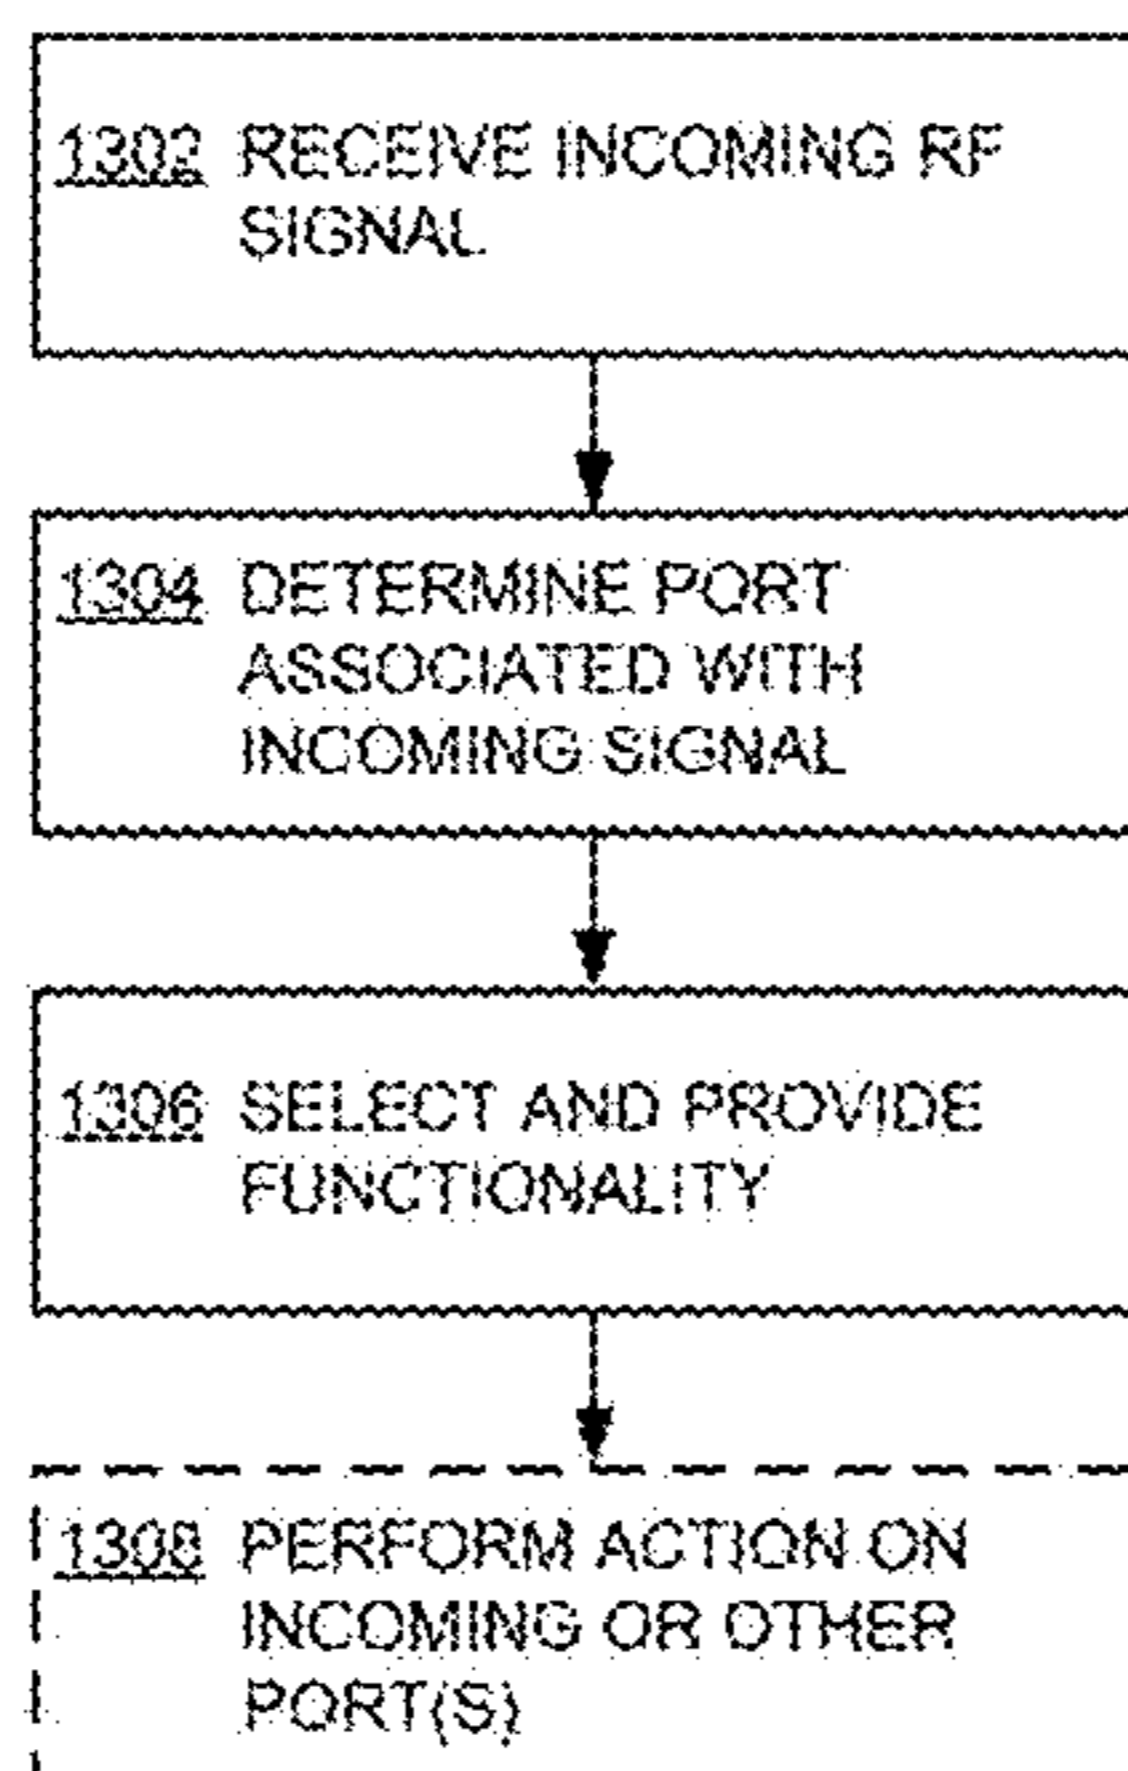 1302 RECEIVE INCOMING RF
SIGNAL
1304 DETERMINE PORT
ASSOCIATED WITH
INCOMING SIGNAL
1306 SELECT AND PROVIDE
FUNCTIONALITY
1308 PERFORM ACTION ON
INCOMING OR OTHER
PORT(S)